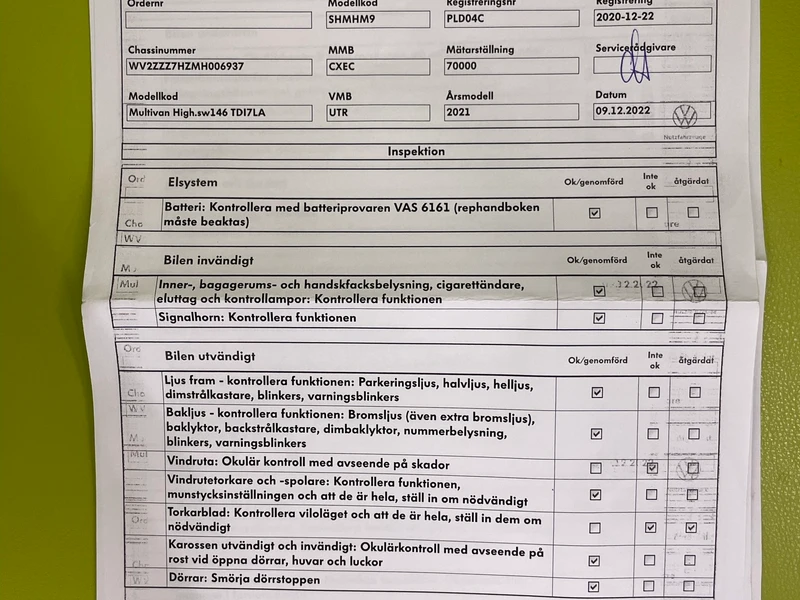 Ordernr Modellkod Registreringsnr Registrering
SHMHM9 PLD04C 2020-12-22
Chassinummer MMB Mätarställning Servicerådgivare
WV2ZZZ7HZMH006937 CXEC 70000
Modellkod VMB Årsmodell Datum
Multivan High.sw146 TDI7LA UTR 2021 09.12.2022
Nutzfahrzeuge
Inspektion
Elsystem Ok/genomförd Inte ok åtgärdat
Batteri: Kontrollera med batteriprovaren VAS 6161 (rephandboken
måste beaktas)
Bilen invändigt Ok/genomförd Inte ok åtgärdat
Inner-, bagagerums- och handskfacksbelysning, cigarettändare,
eluttag och kontrollampor: Kontrollera funktionen
Signalhorn: Kontrollera funktionen
Bilen utvändigt Ok/genomförd Inte ok åtgärdat
Ljus fram - kontrollera funktionen: Parkeringsljus, halvljus, helljus,
dimstrålkastare, blinkers, varningsblinkers
Bakljus - kontrollera funktionen: Bromsljus (även extra bromsljus),
baklyktor, backstrålkastare, dimbaklyktor, nummerbelysning,
blinkers, varningsblinkers
Vindruta: Okulär kontroll med avseende på skador
Vindrutetorkare och -spolare: Kontrollera funktionen,
munstycksinställningen och att de är hela, ställ in om nödvändigt
Torkarblad: Kontrollera viloläget och att de är hela, ställ in dem om
nödvändigt
Karossen utvändigt och invändigt: Okulärkontroll med avseende på
rost vid öppna dörrar, huvar och luckor
Dörrar: Smörja dörrstoppen